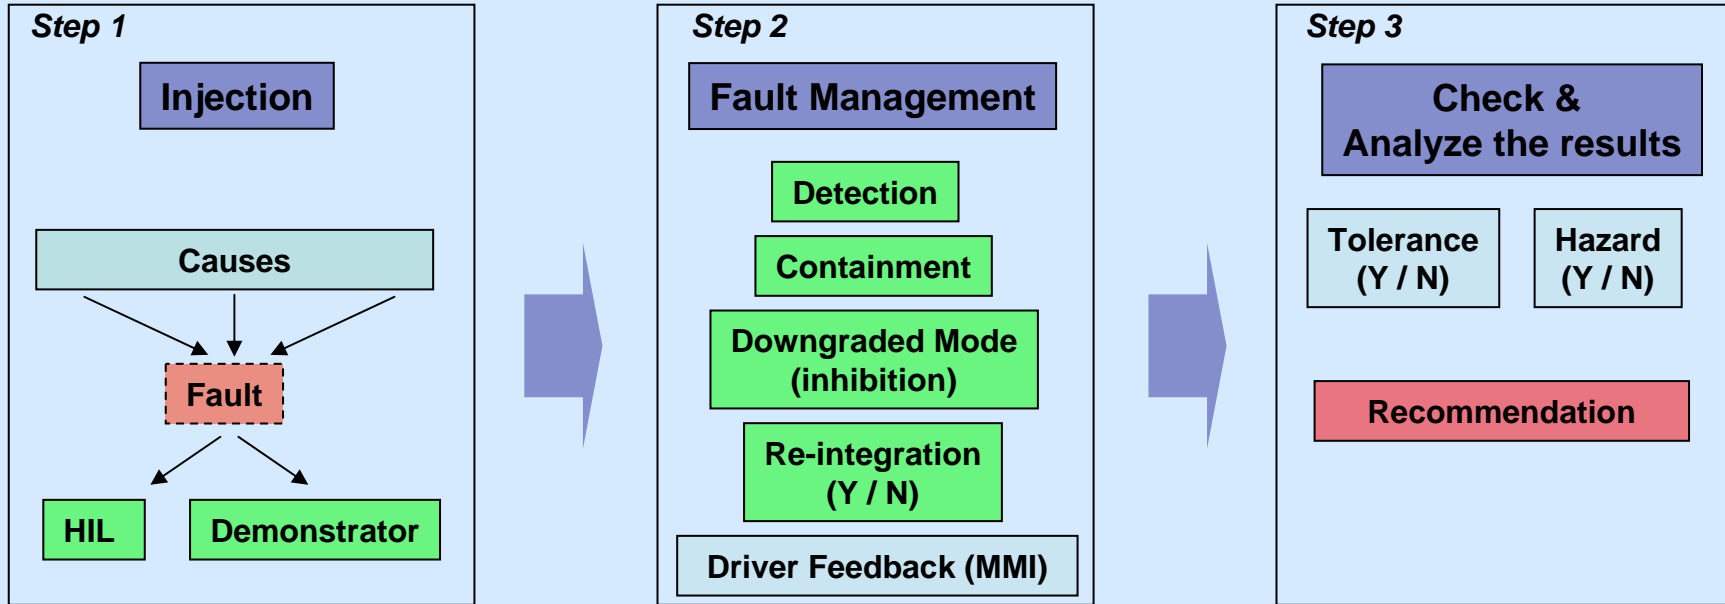 Step 1
Injection
Causes
Fault
HIL
Demonstrator
Step 2
Fault Management
Detection
Containment
Downgraded Mode
(inhibition)
Re-integration
(Y / N)
Driver Feedback (MMI)
Step 3
Check &
Analyze the results
Tolerance
(Y / N)
Hazard
(Y / N)
Recommendation